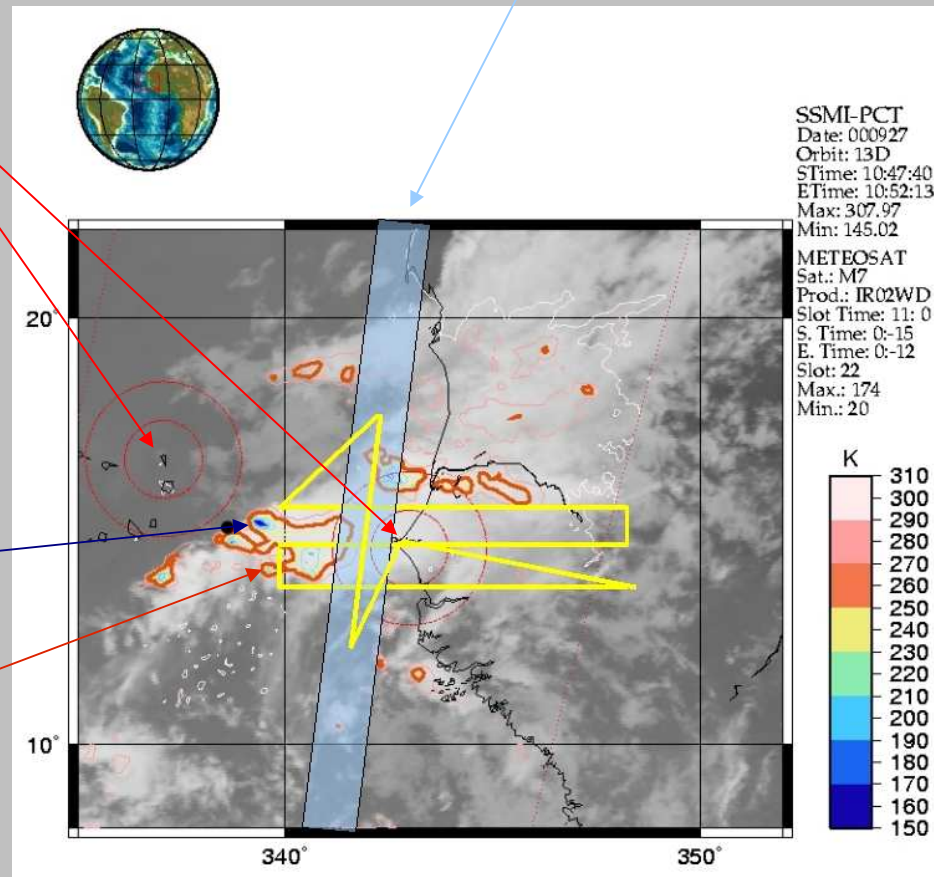 SSMI-PCT
Date: 000927
Orbit: 13D
STime: 10:47:40
ETime: 10:52:13
Max: 307.97
Min: 145.02
METEOSAT
Sat.: M7
Prod.: IR02WD
Slot Time: 11: 0
S. Time: 0:-15
E. Time: 0:-12
Slot: 22
Max.: 174
Min.: 20
20°
10°
340°
350°
K
310
300
290
280
270
260
250
240
230
220
210
200
190
180
170
160
150